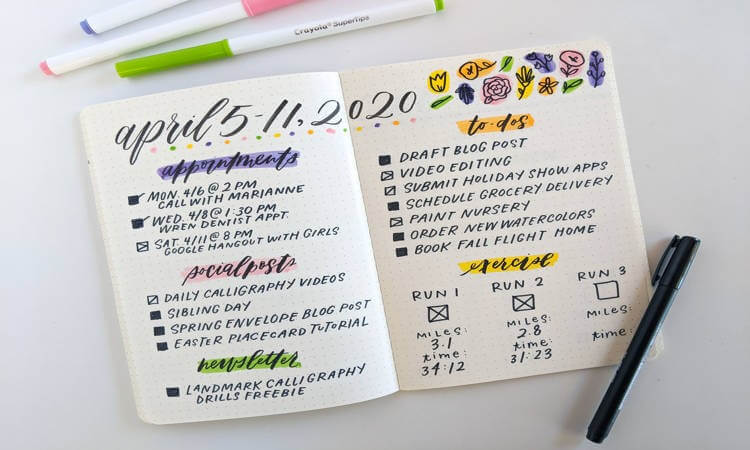 Crayola® SuperTips
april 5-11, 2020
appointments
MON. 4/6 @ 2 PM
CALL WITH MARIANNE
WED. 4/8 @ 1:30 PM
WREN DENTIST APPT.
SAT. 4/11 @ 8 PM
GOOGLE HANGOUT WITH GIRLS
social posts
DAILY CALLIGRAPHY VIDEOS
SIBLING DAY
SPRING ENVELOPE BLOG POST
EASTER PLACECARD TUTORIAL
newsletter
LANDMARK CALLIGRAPHY
DRILLS FREEBIE
to-dos
DRAFT BLOG POST
VIDEO EDITING
SUBMIT HOLIDAY SHOW APPS
SCHEDULE GROCERY DELIVERY
PAINT NURSERY
ORDER NEW WATERCOLORS
BOOK FALL FLIGHT HOME
exercise
RUN 1 RUN 2 RUN 3
MILES: MILES: MILES:
3.1 2.8
time: time: time:
34:12 31:23